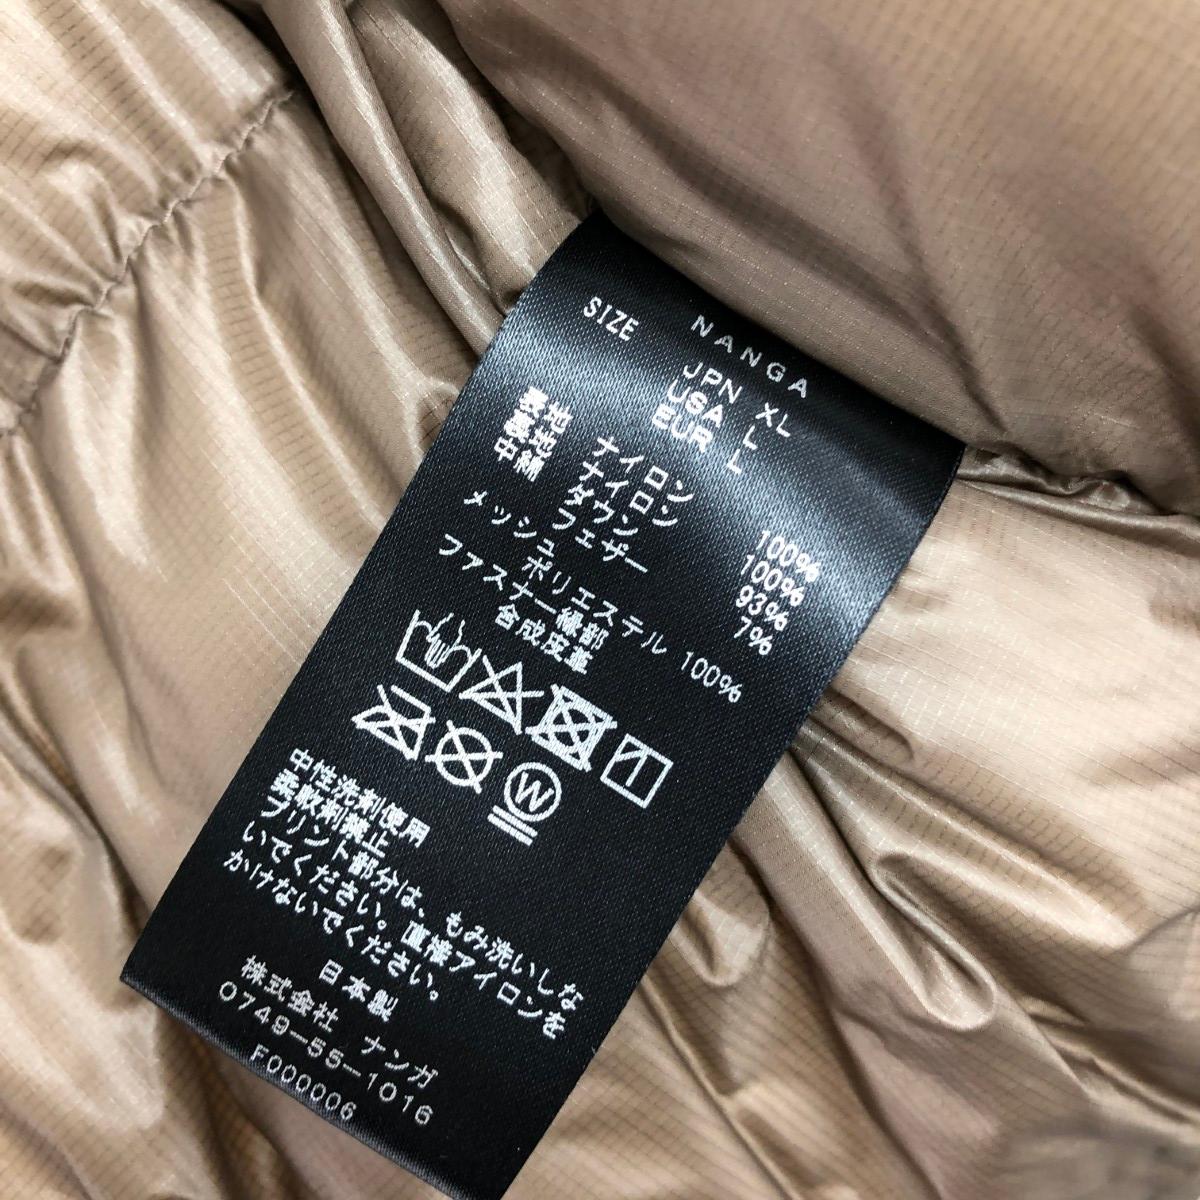 NANGA
SIZE JPN XL
USA L
EUR L
表地 ナイロン 100%
裏地 ナイロン 100%
中綿 ダウン 93%
フェザー 7%
メッシュ ポリエステル 100%
ファスナー縁部
合成皮革
W
中性洗剤使用
柔軟剤禁止
プリント部分は、もみ洗いしな
いでください。直接アイロンを
かけないでください。
日本製
株式会社 ナンガ
0749-55-1016
F000006